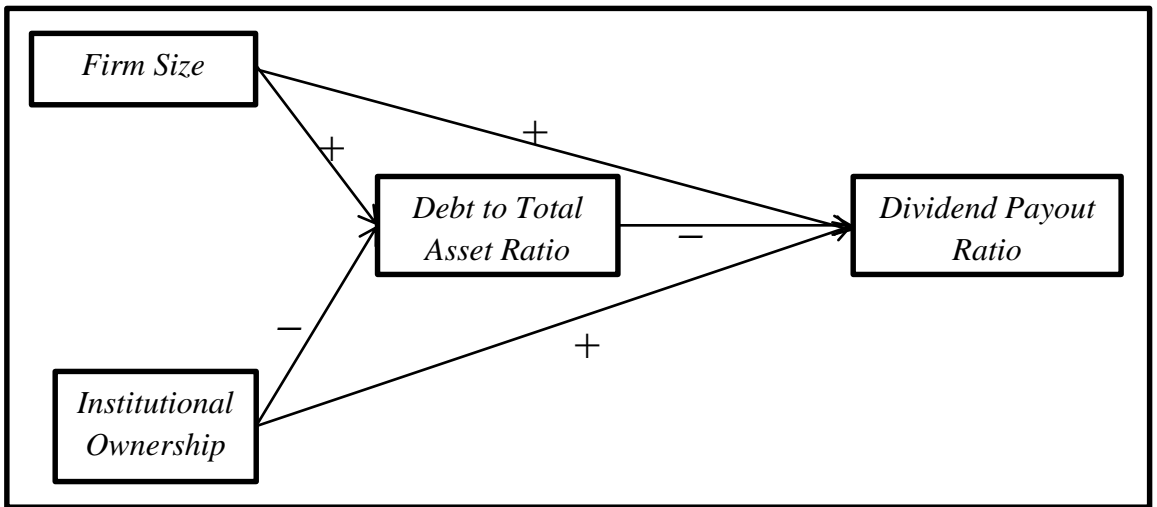 Firm Size
+
+
Debt to Total
Asset Ratio
−
Dividend Payout
Ratio
−
+
Institutional
Ownership